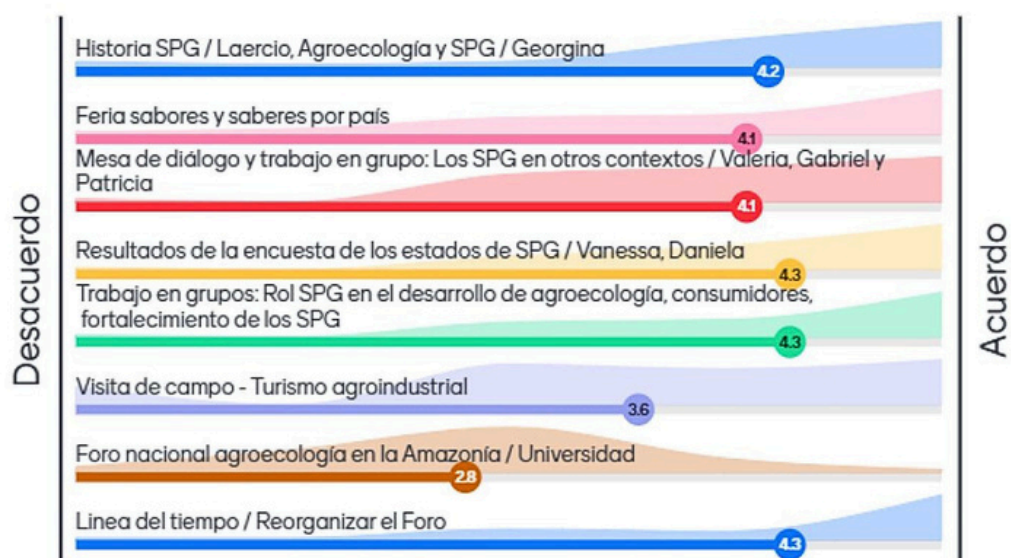 Historia SPG / Laercio, Agroecología y SPG / Georgina
4.2
Feria sabores y saberes por país
4.1
Mesa de diálogo y trabajo en grupo: Los SPG en otros contextos / Valeria, Gabriel y
Patricia
4.1
Resultados de la encuesta de los estados de SPG / Vanessa, Daniela
4.3
Trabajo en grupos: Rol SPG en el desarrollo de agroecología, consumidores,
fortalecimiento de los SPG
4.3
Visita de campo - Turismo agroindustrial
3.6
Foro nacional agroecología en la Amazonía / Universidad
2.8
Linea del tiempo / Reorganizar el Foro
4.3
Desacuerdo
Acuerdo